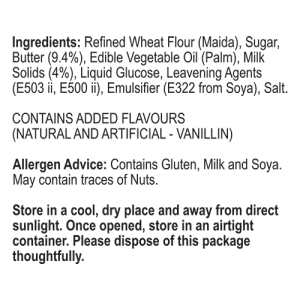 Ingredients: Refined Wheat Flour (Maida), Sugar,
Butter (9.4%), Edible Vegetable Oil (Palm), Milk
Solids (4%), Liquid Glucose, Leavening Agents
(E503 ii, E500 ii), Emulsifier (E322 from Soya), Salt.
CONTAINS ADDED FLAVOURS
(NATURAL AND ARTIFICIAL - VANILLIN)
Allergen Advice: Contains Gluten, Milk and Soya.
May contain traces of Nuts.
Store in a cool, dry place and away from direct
sunlight. Once opened, store in an airtight
container. Please dispose of this package
thoughtfully.